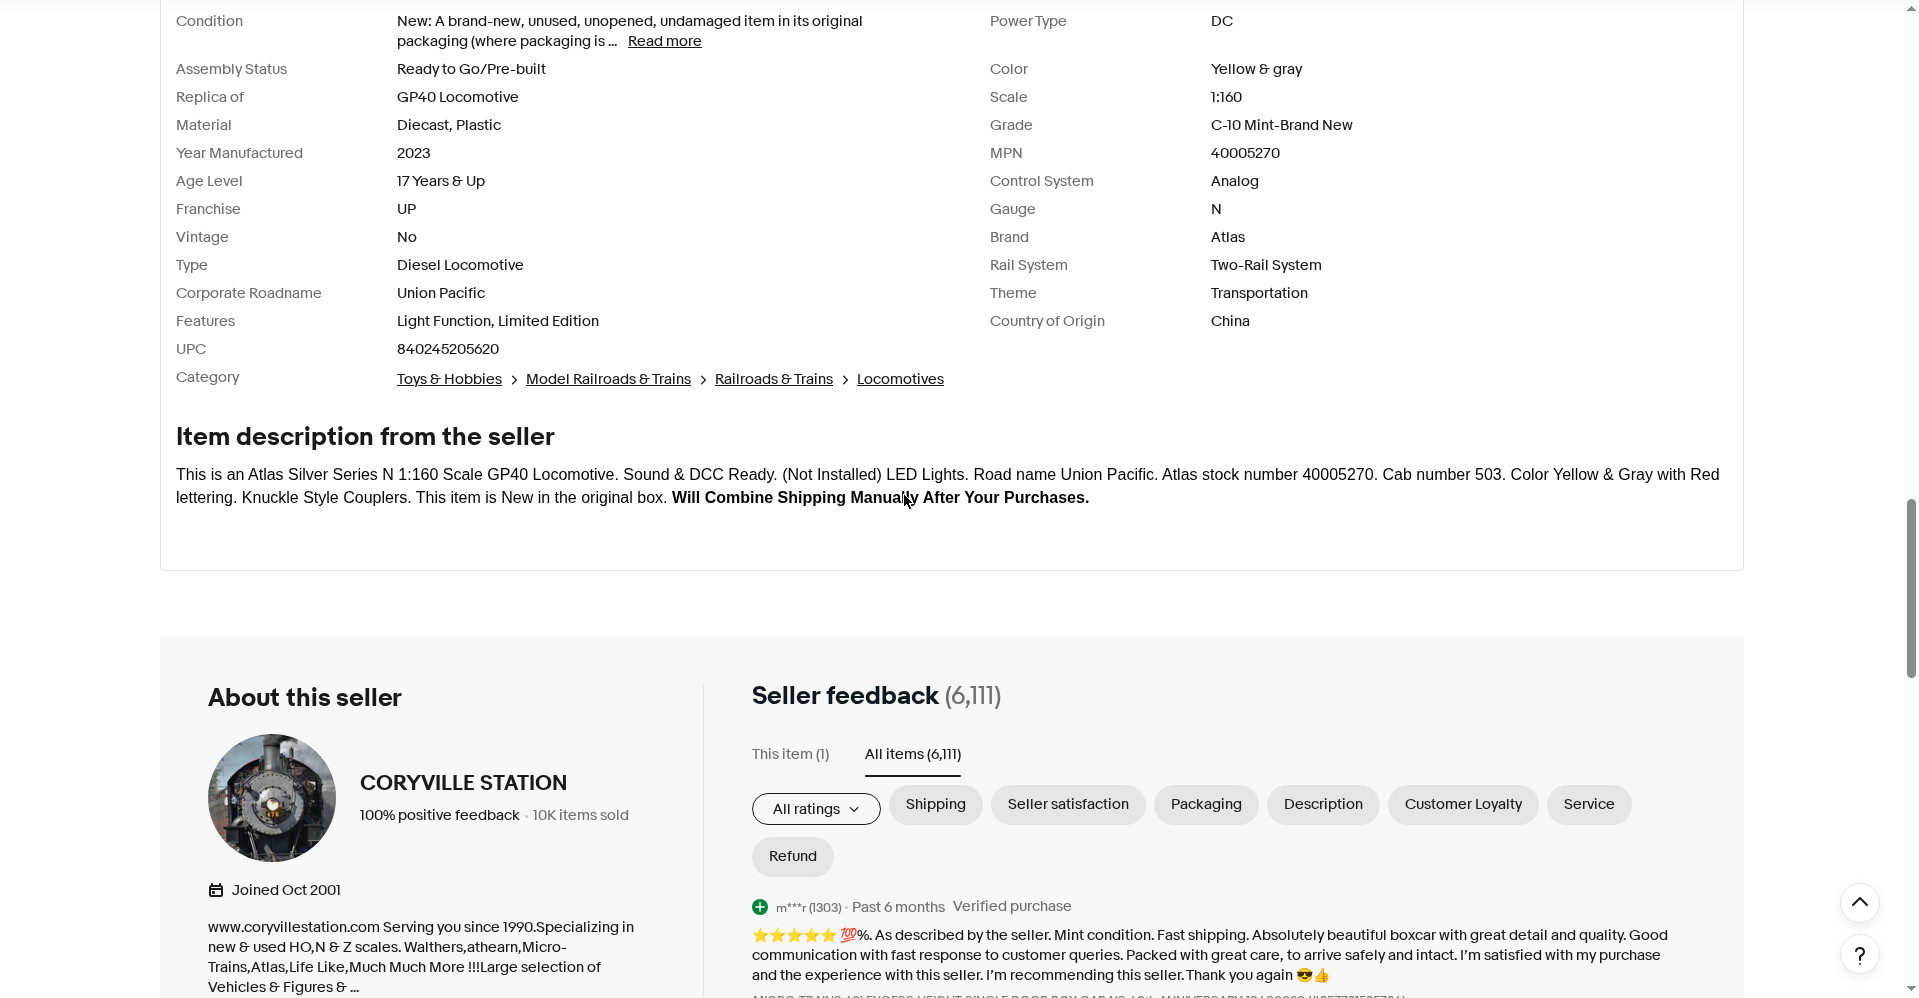 Condition
New: A brand-new, unused, unopened, undamaged item in its original
packaging (where packaging is ... Read more
Power Type
DC
Assembly Status
Ready to Go/Pre-built
Color
Yellow & gray
Replica of
GP40 Locomotive
Scale
1:160
Material
Diecast, Plastic
Grade
C-10 Mint-Brand New
Year Manufactured
2023
MPN
40005270
Age Level
17 Years & Up
Control System
Analog
Franchise
UP
Gauge
N
Vintage
No
Brand
Atlas
Type
Diesel Locomotive
Rail System
Two-Rail System
Corporate Roadname
Union Pacific
Theme
Transportation
Features
Light Function, Limited Edition
Country of Origin
China
UPC
840245205620
Category
Toys & Hobbies > Model Railroads & Trains > Railroads & Trains > Locomotives
Item description from the seller
This is an Atlas Silver Series N 1:160 Scale GP40 Locomotive. Sound & DCC Ready. (Not Installed) LED Lights. Road name Union Pacific. Atlas stock number 40005270. Cab number 503. Color Yellow & Gray with Red
lettering. Knuckle Style Couplers. This item is New in the original box. Will Combine Shipping Manually After Your Purchases.
About this seller
CORYVILLE STATION
100% positive feedback • 10K items sold
Joined Oct 2001
www.coryvillestation.com Serving you since 1990.Specializing in
new & used HO,N & Z scales. Walthers,athearn,Micro-
Trains,Atlas,Life Like,Much Much More !!!Large selection of
Vehicles & Figures & ...
Seller feedback (6,111)
This item (1)
All items (6,111)
All ratings
Shipping
Seller satisfaction
Packaging
Description
Customer Loyalty
Service
Refund
m***r (1303) • Past 6 months Verified purchase
⭐⭐⭐⭐⭐ 💯%. As described by the seller. Mint condition. Fast shipping. Absolutely beautiful boxcar with great detail and quality. Good
communication with fast response to customer queries. Packed with great care, to arrive safely and intact. I'm satisfied with my purchase
and the experience with this seller. I'm recommending this seller. Thank you again 😎👍